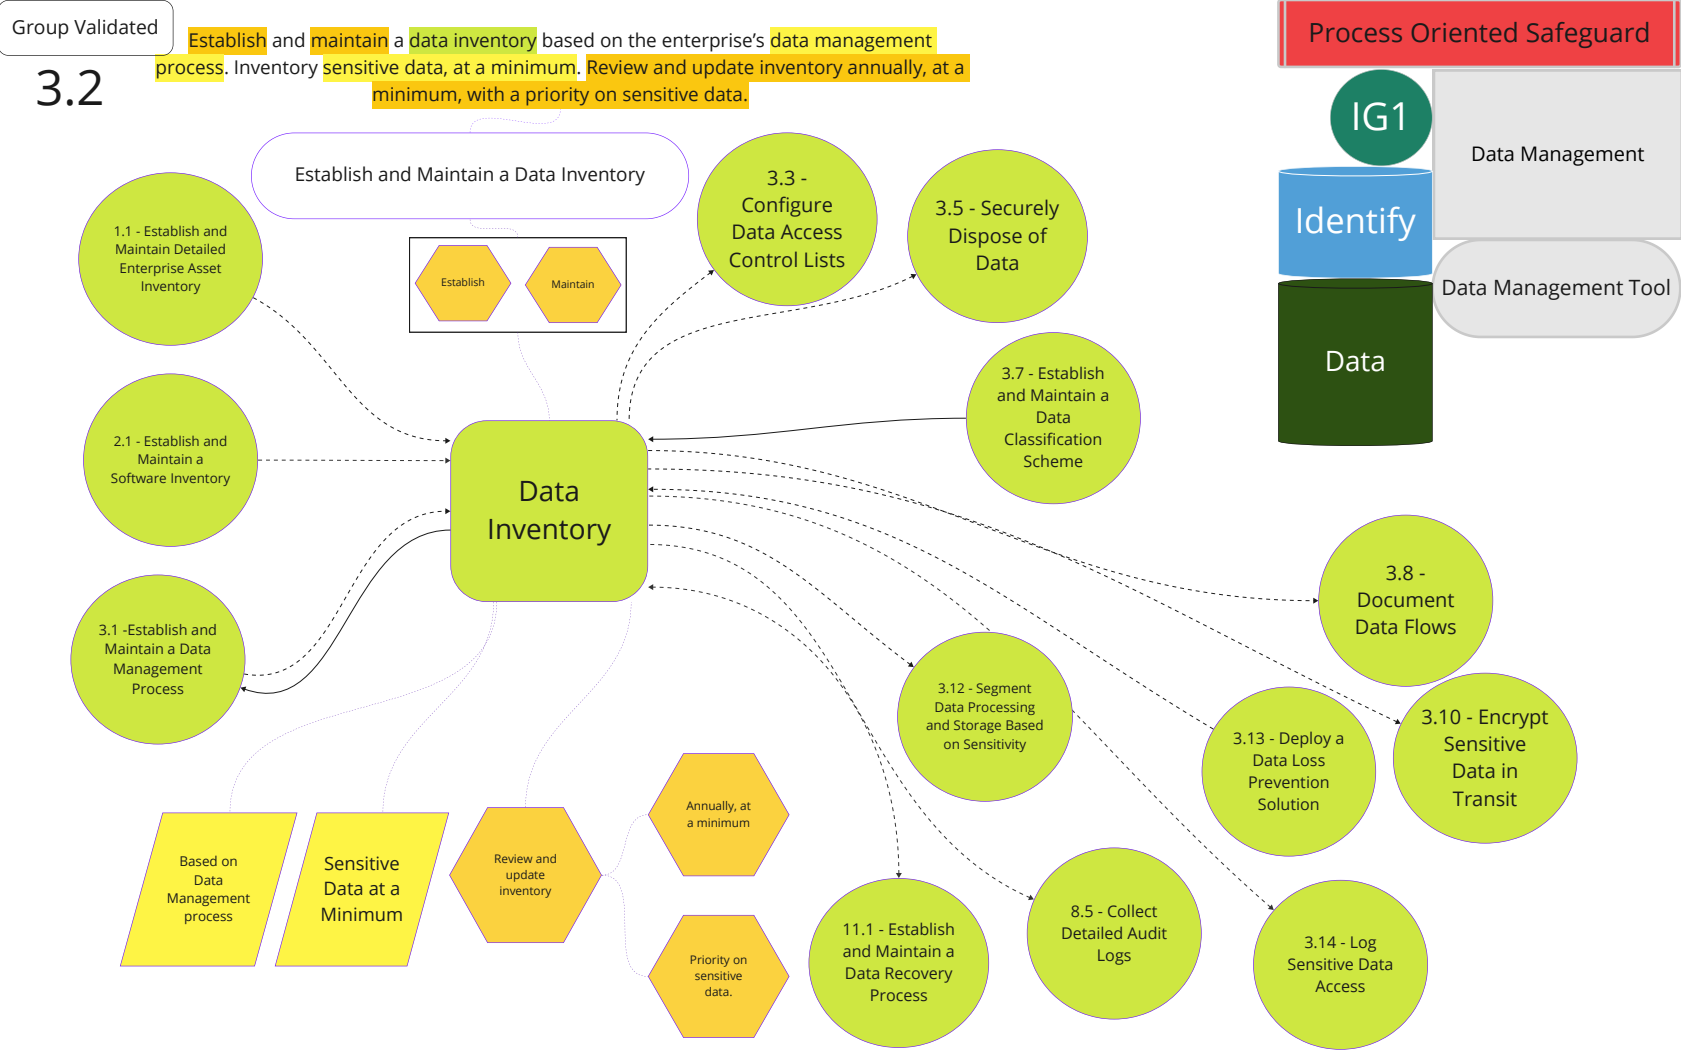 Group Validated
3.2
Establish and maintain a data inventory based on the enterprise’s data management
process. Inventory sensitive data, at a minimum. Review and update inventory annually, at a
minimum, with a priority on sensitive data.
Process Oriented Safeguard
IG1
Data Management
Identify
Data Management Tool
Data
Establish and Maintain a Data Inventory
Establish
Maintain
1.1 - Establish and
Maintain Detailed
Enterprise Asset
Inventory
2.1 - Establish and
Maintain a
Software Inventory
3.1 -Establish and
Maintain a Data
Management
Process
Data
Inventory
3.3 -
Configure
Data Access
Control Lists
3.5 - Securely
Dispose of
Data
3.7 - Establish
and Maintain a
Data
Classification
Scheme
3.8 -
Document
Data Flows
3.10 - Encrypt
Sensitive
Data in
Transit
3.12 - Segment
Data Processing
and Storage Based
on Sensitivity
3.13 - Deploy a
Data Loss
Prevention
Solution
Based on
Data
Management
process
Sensitive
Data at a
Minimum
Review and
update
inventory
Annually, at
a minimum
Priority on
sensitive
data.
11.1 - Establish
and Maintain a
Data Recovery
Process
8.5 - Collect
Detailed Audit
Logs
3.14 - Log
Sensitive Data
Access